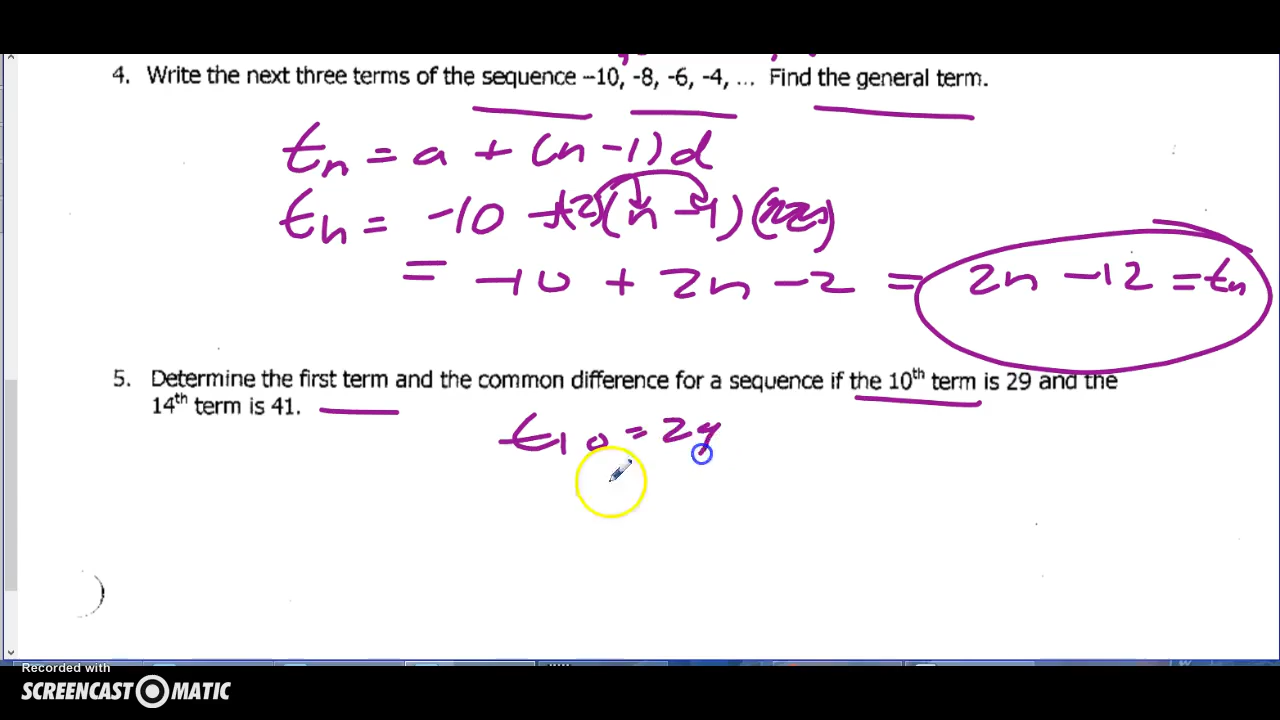 4. Write the next three terms of the sequence –10, -8, -6, -4, ... Find the general term.
tn = a + (n - 1)d
tn = -10 + (2)(n - 1)
= -10 + 2n - 2 = 2n - 12 = tn
5. Determine the first term and the common difference for a sequence if the 10th term is 29 and the
14th term is 41.
t10 = 29
Recorded with
SCREENCAST MATIC